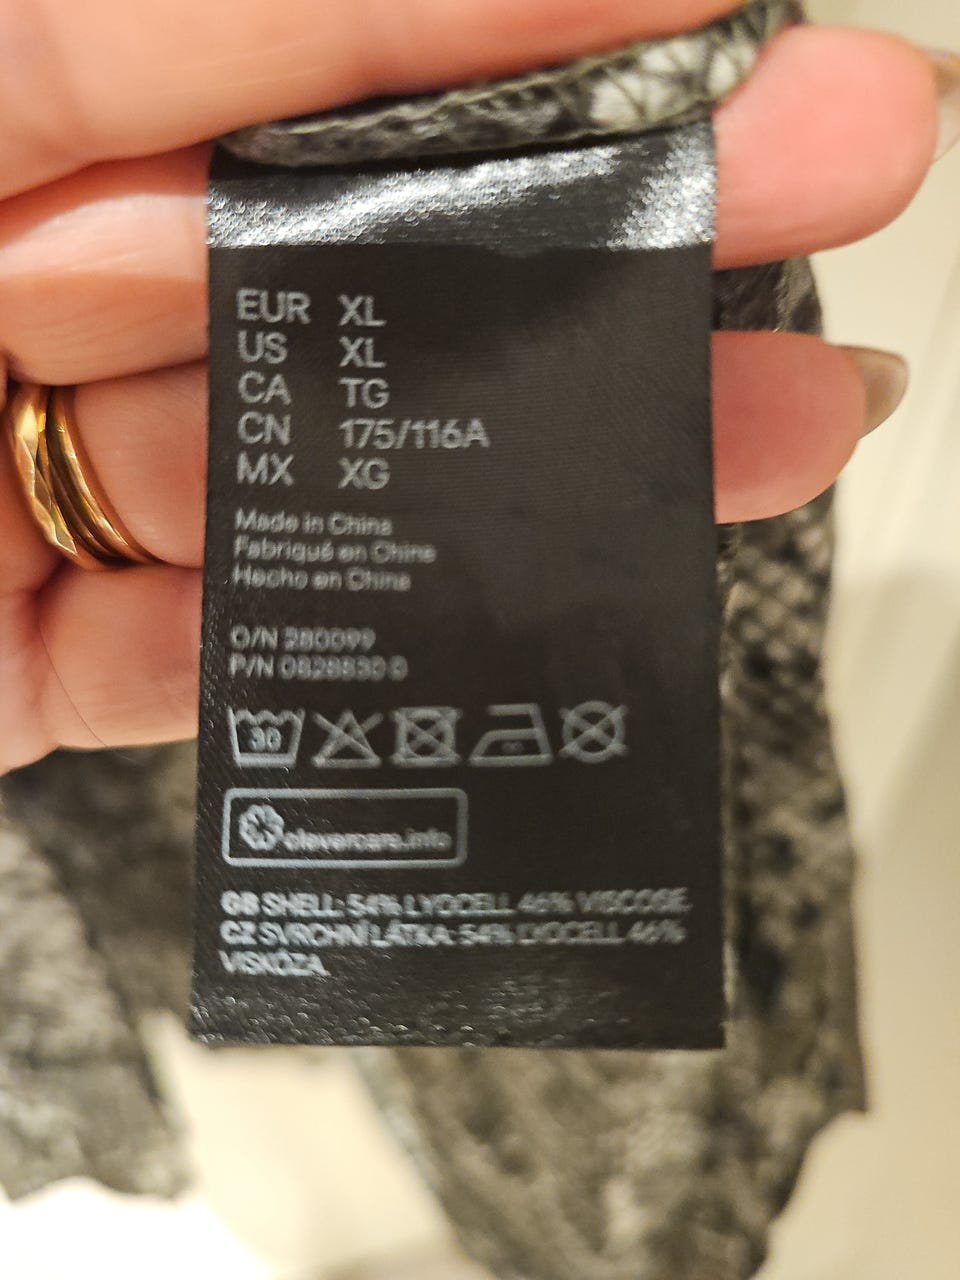 EUR XL
US XL
CA TG
CN 175/116A
MX XG
Made in China
Fabriqué en Chine
Hecho en China
O/N 280099
P/N
30
clevercare.info
GB SHELL: 54% LYOCELL 46% VISCOSE
CZ SVRCHNÍ LÁTKA: 54% LYOCELL 46%
VISKÓZA